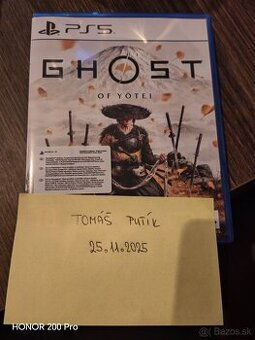 PS5
GHOST
OF YŌTEI
TOMÁŠ PUTÍK
25.11.2025
HONOR 200 Pro
Bazos.sk